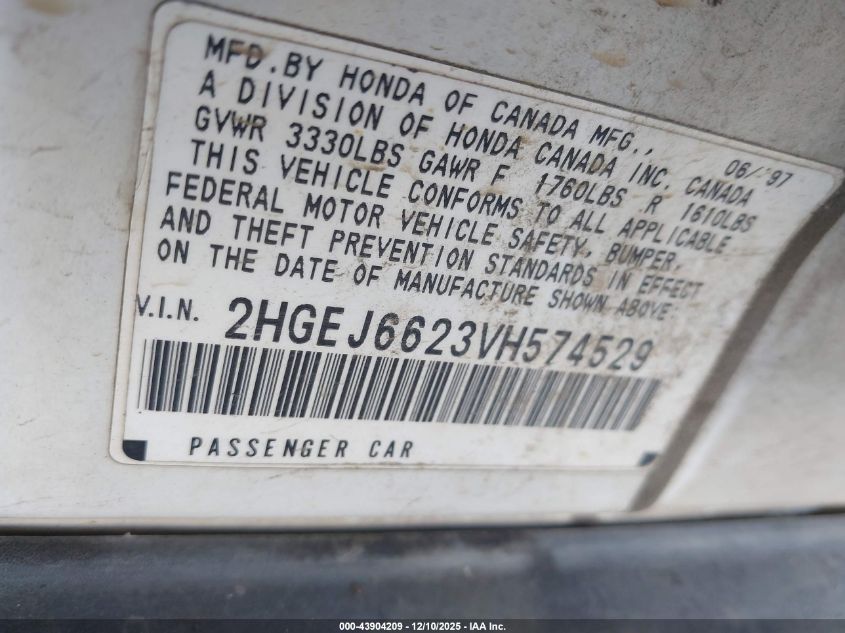 MFD. BY HONDA OF CANADA MFG.,
A DIVISION OF HONDA CANADA INC. CANADA 06/'97
GVWR 3330LBS GAWR F 1760LBS R 1610LBS
THIS VEHICLE CONFORMS TO ALL APPLICABLE
FEDERAL MOTOR VEHICLE SAFETY, BUMPER,
AND THEFT PREVENTION STANDARDS IN EFFECT
ON THE DATE OF MANUFACTURE SHOWN ABOVE.
V.I.N. 2HGEJ6623VH574529
PASSENGER CAR
000-43904209 - 12/10/2025 - IAA Inc.